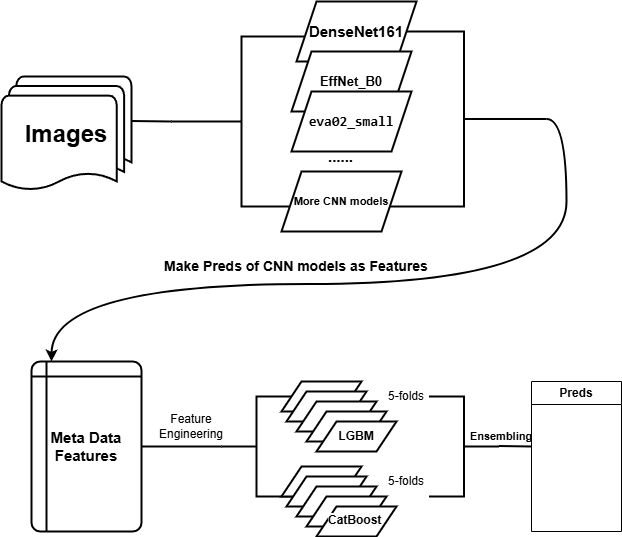 DenseNet161
EffNet_B0
Images
eva02_small
......
More CNN models
Make Preds of CNN models as Features
Meta Data
Features
Feature
Engineering
5-folds
LGBM
5-folds
CatBoost
Ensembling
Preds